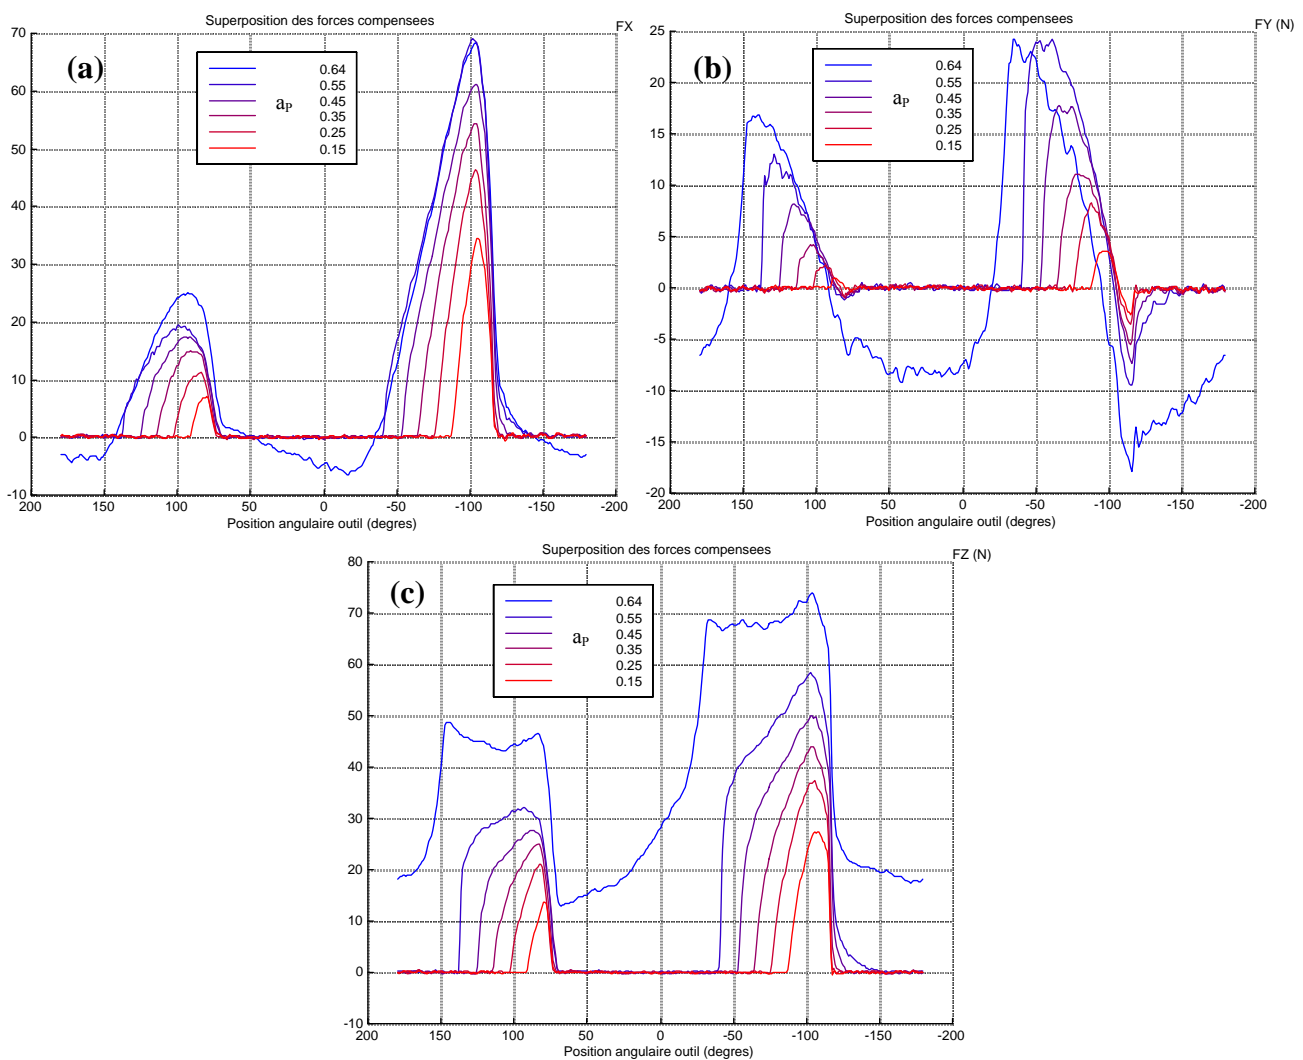 Superposition des forces compensees
FX
(a)
aP
0.64
0.55
0.45
0.35
0.25
0.15
70
60
50
40
30
20
10
0
-10
200 150 100 50 0 -50 -100 -150 -200
Position angulaire outil (degres)
Superposition des forces compensees
FY (N)
(b)
aP
0.64
0.55
0.45
0.35
0.25
0.15
25
20
15
10
5
0
-5
-10
-15
-20
200 150 100 50 0 -50 -100 -150 -200
Position angulaire outil (degres)
Superposition des forces compensees
FZ (N)
(c)
aP
0.64
0.55
0.45
0.35
0.25
0.15
80
70
60
50
40
30
20
10
0
-10
200 150 100 50 0 -50 -100 -150 -200
Position angulaire outil (degres)